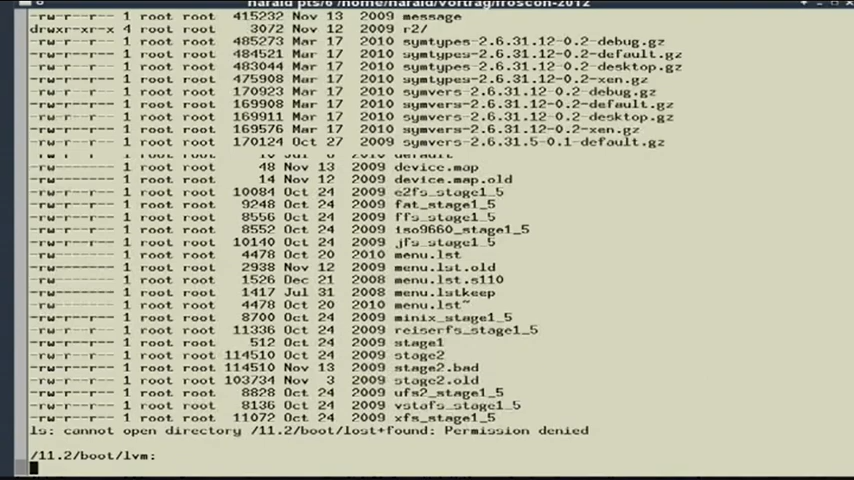 harald pts/6 /home/harald/vortrag/froscon-2012
-rw-r--r-- 1 root root 415232 Nov 13 2009 message
drwxr-xr-x 4 root root 3072 Nov 12 2009 r2/
-rw-r--r-- 1 root root 485273 Mar 17 2010 symtypes-2.6.31.12-0.2-debug.gz
-rw-r--r-- 1 root root 484521 Mar 17 2010 symtypes-2.6.31.12-0.2-default.gz
-rw-r--r-- 1 root root 483044 Mar 17 2010 symtypes-2.6.31.12-0.2-desktop.gz
-rw-r--r-- 1 root root 475908 Mar 17 2010 symtypes-2.6.31.12-0.2-xen.gz
-rw-r--r-- 1 root root 170923 Mar 17 2010 symvers-2.6.31.12-0.2-debug.gz
-rw-r--r-- 1 root root 169908 Mar 17 2010 symvers-2.6.31.12-0.2-default.gz
-rw-r--r-- 1 root root 169911 Mar 17 2010 symvers-2.6.31.12-0.2-desktop.gz
-rw-r--r-- 1 root root 169576 Mar 17 2010 symvers-2.6.31.12-0.2-xen.gz
-rw-r--r-- 1 root root 170124 Oct 27 2009 symvers-2.6.31.5-0.1-default.gz
-rw-r--r-- 1 root root Jul 2010 default
-rw------- 1 root root 48 Nov 13 2009 device.map
-rw------- 1 root root 14 Nov 12 2009 device.map.old
-rw-r--r-- 1 root root 10084 Oct 24 2009 e2fs_stage1_5
-rw-r--r-- 1 root root 9248 Oct 24 2009 fat_stage1_5
-rw-r--r-- 1 root root 8556 Oct 24 2009 ffs_stage1_5
-rw-r--r-- 1 root root 8552 Oct 24 2009 iso9660_stage1_5
-rw-r--r-- 1 root root 10140 Oct 24 2009 jfs_stage1_5
-rw------- 1 root root 4478 Oct 20 2010 menu.lst
-rw------- 1 root root 2938 Nov 12 2009 menu.lst.old
-rw------- 1 root root 1526 Dec 21 2008 menu.lst.s110
-rw------- 1 root root 1417 Jul 31 2008 menu.lstkeep
-rw------- 1 root root 4478 Oct 20 2010 menu.lst~
-rw-r--r-- 1 root root 8700 Oct 24 2009 minix_stage1_5
-rw-r--r-- 1 root root 11336 Oct 24 2009 reiserfs_stage1_5
-rw-r--r-- 1 root root 512 Oct 24 2009 stage1
-rw-r--r-- 1 root root 114510 Oct 24 2009 stage2
-rw-r--r-- 1 root root 114510 Nov 13 2009 stage2.bad
-rw-r--r-- 1 root root 103734 Nov 3 2009 stage2.old
-rw-r--r-- 1 root root 8828 Oct 24 2009 ufs2_stage1_5
-rw-r--r-- 1 root root 8136 Oct 24 2009 vstafs_stage1_5
-rw-r--r-- 1 root root 11072 Oct 24 2009 xfs_stage1_5
ls: cannot open directory /11.2/boot/lost+found: Permission denied
/11.2/boot/lvm: